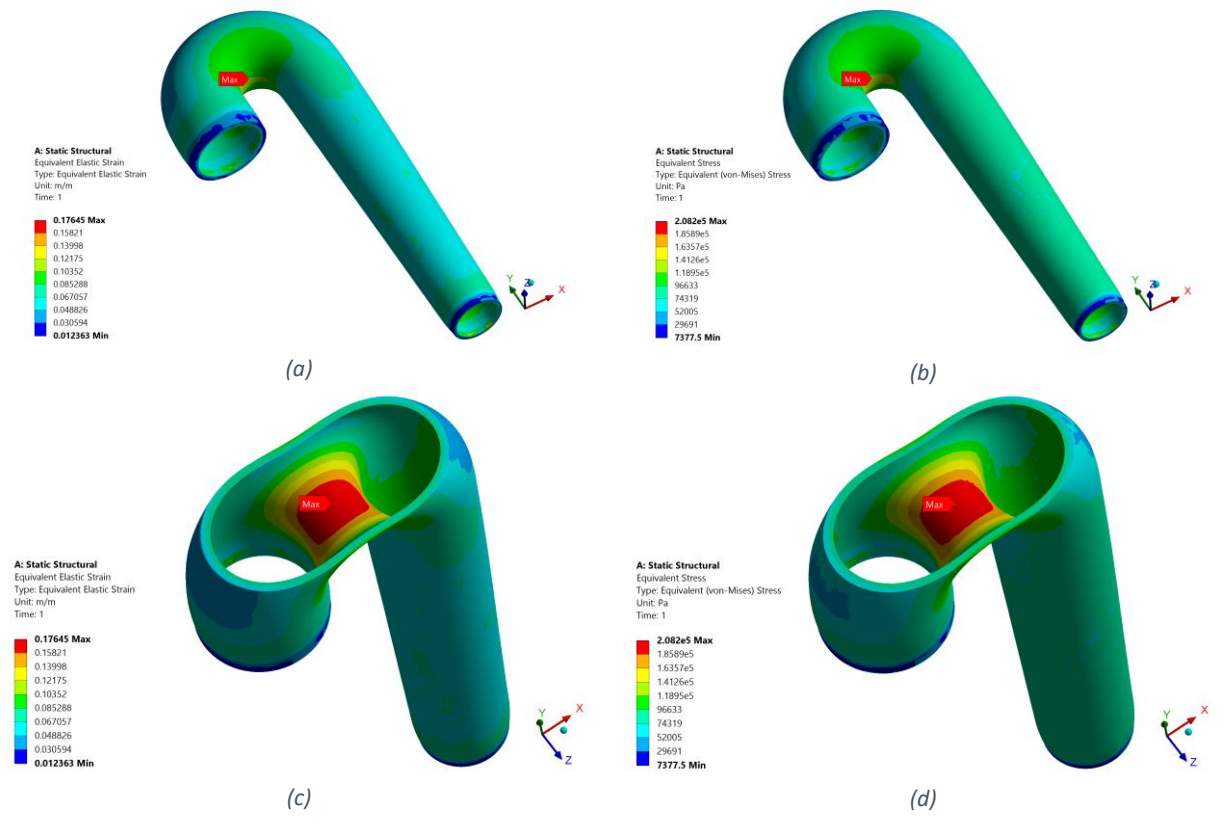 Max
A: Static Structural
Equivalent Elastic Strain
Type: Equivalent Elastic Strain
Unit: m/m
Time: 1
0.17645 Max
0.15821
0.13998
0.12175
0.10352
0.085288
0.067057
0.048826
0.030594
0.012363 Min
Y
Z
X
(a)
Max
A: Static Structural
Equivalent Stress
Type: Equivalent (von-Mises) Stress
Unit: Pa
Time: 1
2.082e5 Max
1.8589e5
1.6357e5
1.4126e5
1.1895e5
96633
74319
52005
29691
7377.5 Min
Y
Z
X
(b)
Max
A: Static Structural
Equivalent Elastic Strain
Type: Equivalent Elastic Strain
Unit: m/m
Time: 1
0.17645 Max
0.15821
0.13998
0.12175
0.10352
0.085288
0.067057
0.048826
0.030594
0.012363 Min
Y
X
Z
(c)
Max
A: Static Structural
Equivalent Stress
Type: Equivalent (von-Mises) Stress
Unit: Pa
Time: 1
2.082e5 Max
1.8589e5
1.6357e5
1.4126e5
1.1895e5
96633
74319
52005
29691
7377.5 Min
Y
X
Z
(d)